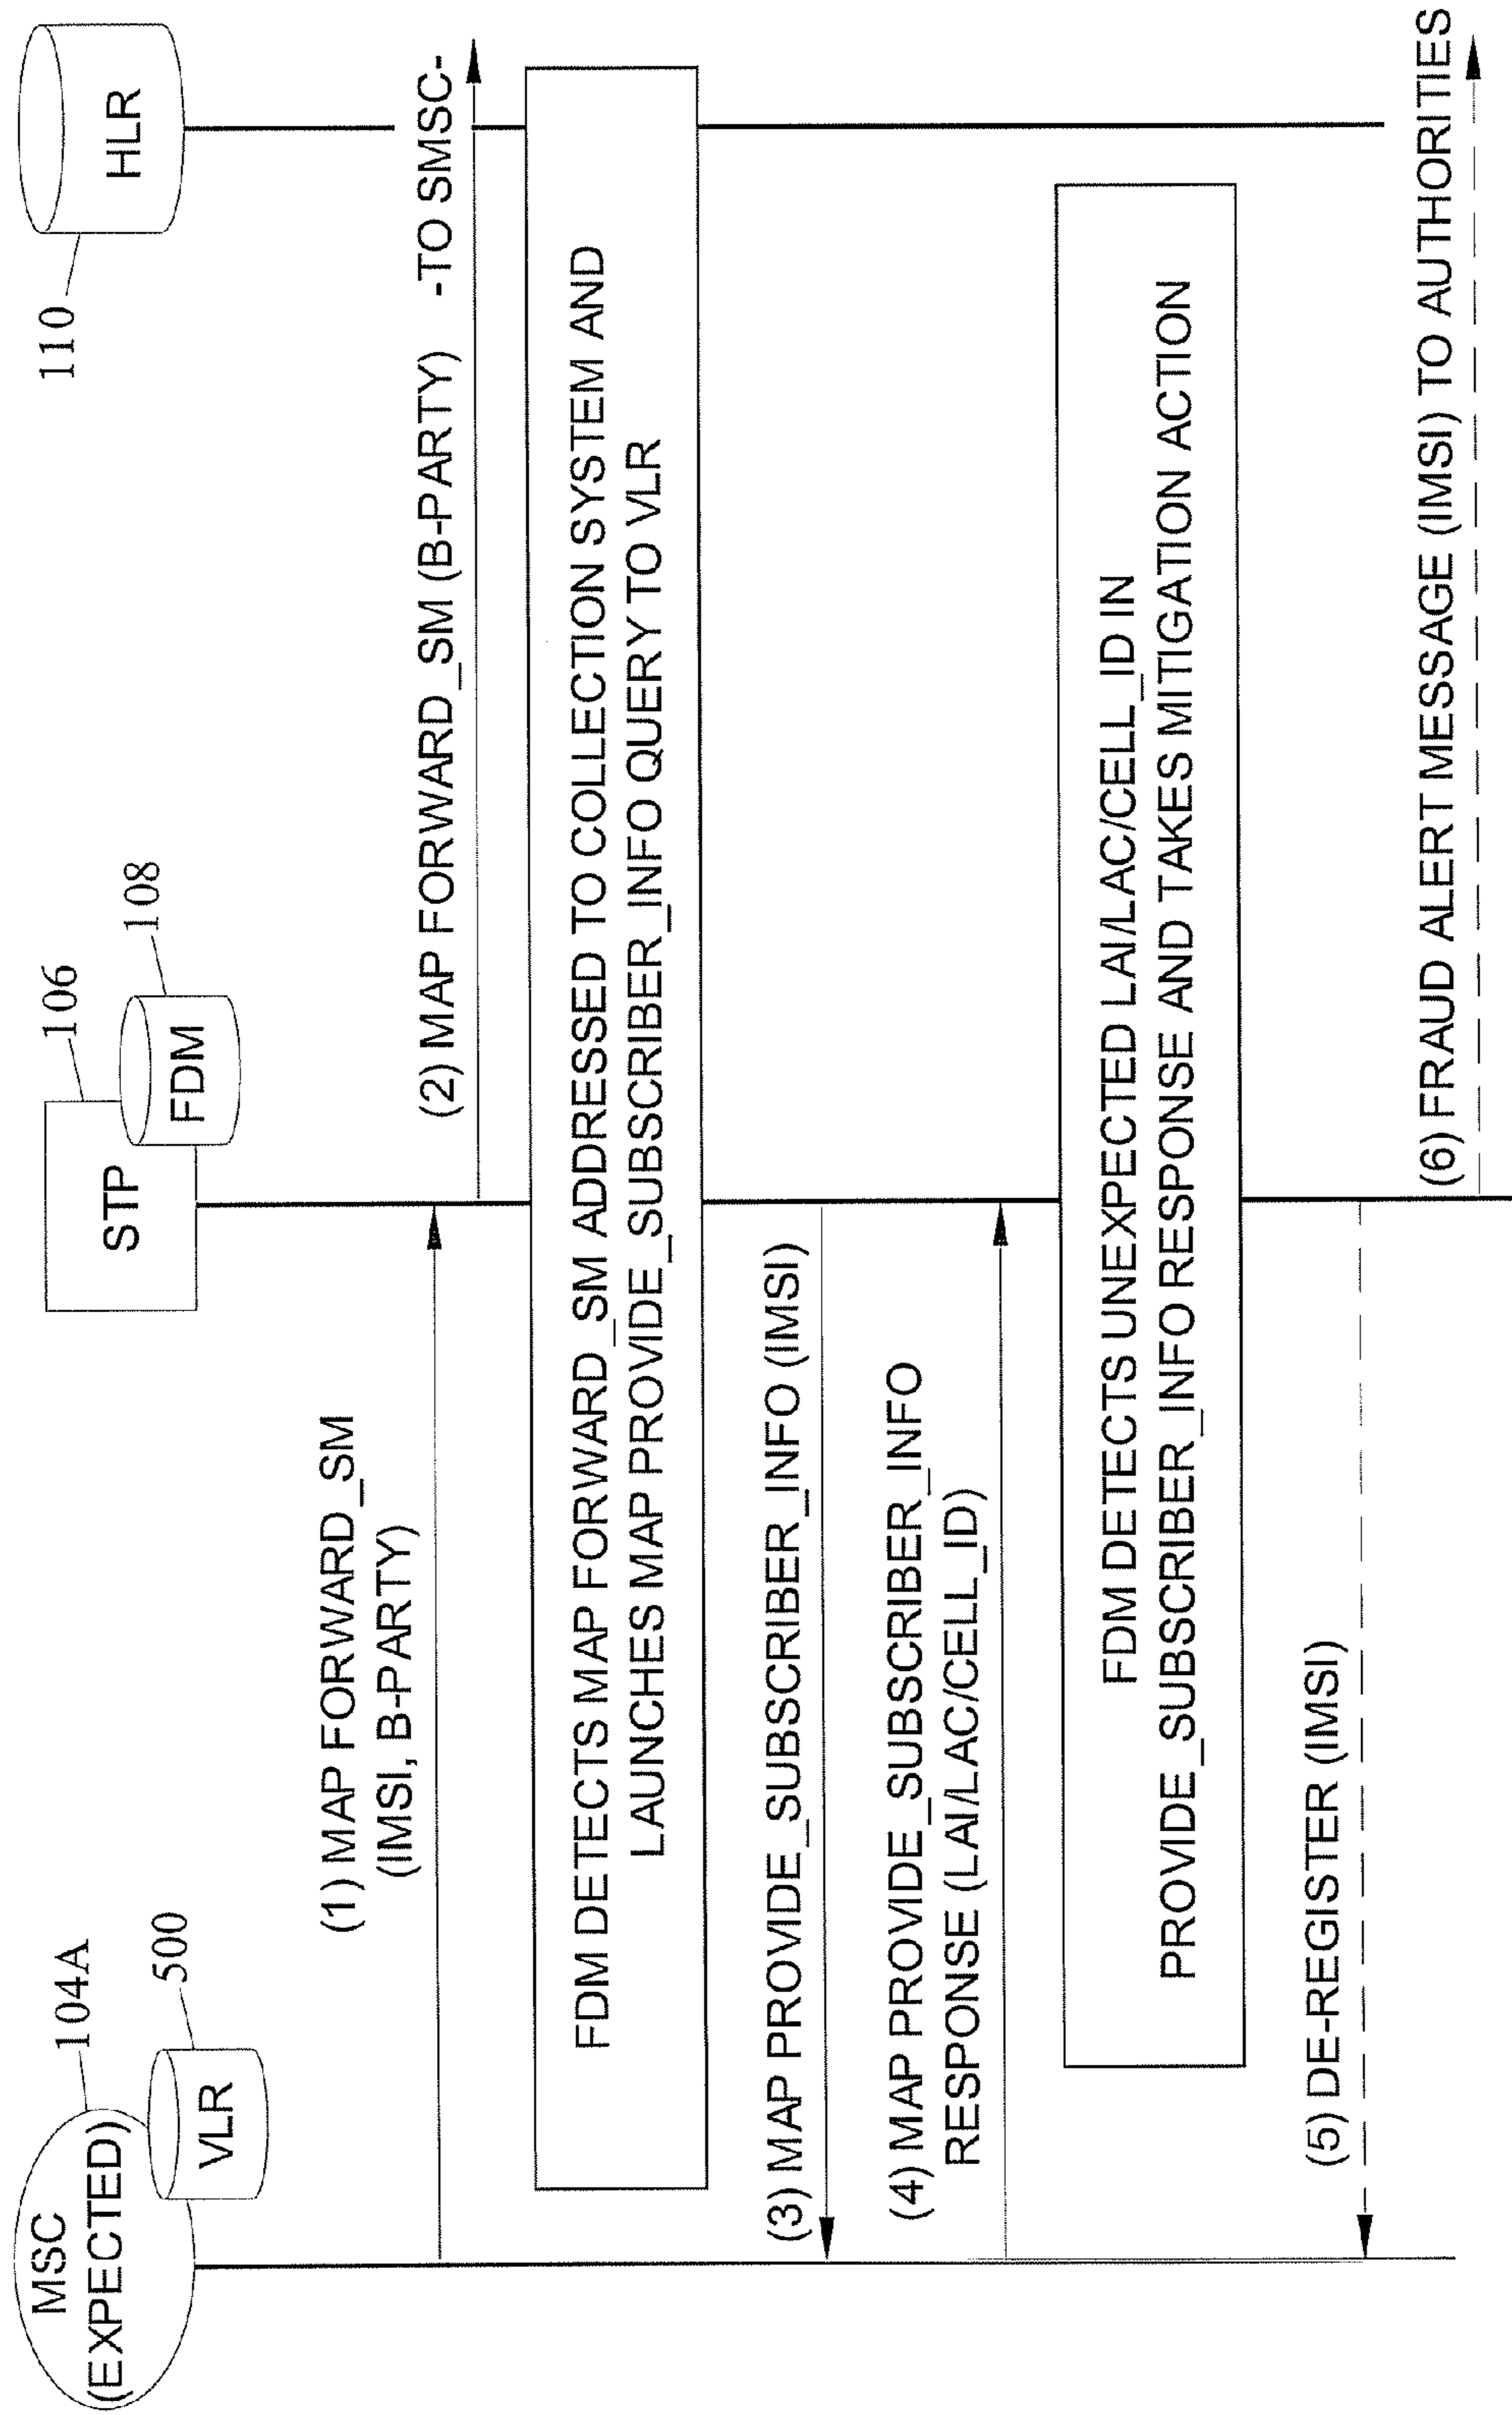 MSC
(EXPECTED)
104A
VLR
500
STP
106
FDM
108
HLR
110
(1) MAP FORWARD_SM
(IMSI, B-PARTY)
(2) MAP FORWARD_SM (B-PARTY) -TO SMSC-
FDM DETECTS MAP FORWARD_SM ADDRESSED TO COLLECTION SYSTEM AND
LAUNCHES MAP PROVIDE_SUBSCRIBER_INFO QUERY TO VLR
(3) MAP PROVIDE_SUBSCRIBER_INFO (IMSI)
(4) MAP PROVIDE_SUBSCRIBER_INFO
RESPONSE (LAI/LAC/CELL_ID)
FDM DETECTS UNEXPECTED LAI/LAC/CELL_ID IN
PROVIDE_SUBSCRIBER_INFO RESPONSE AND TAKES MITIGATION ACTION
(5) DE-REGISTER (IMSI)
(6) FRAUD ALERT MESSAGE (IMSI) TO AUTHORITIES